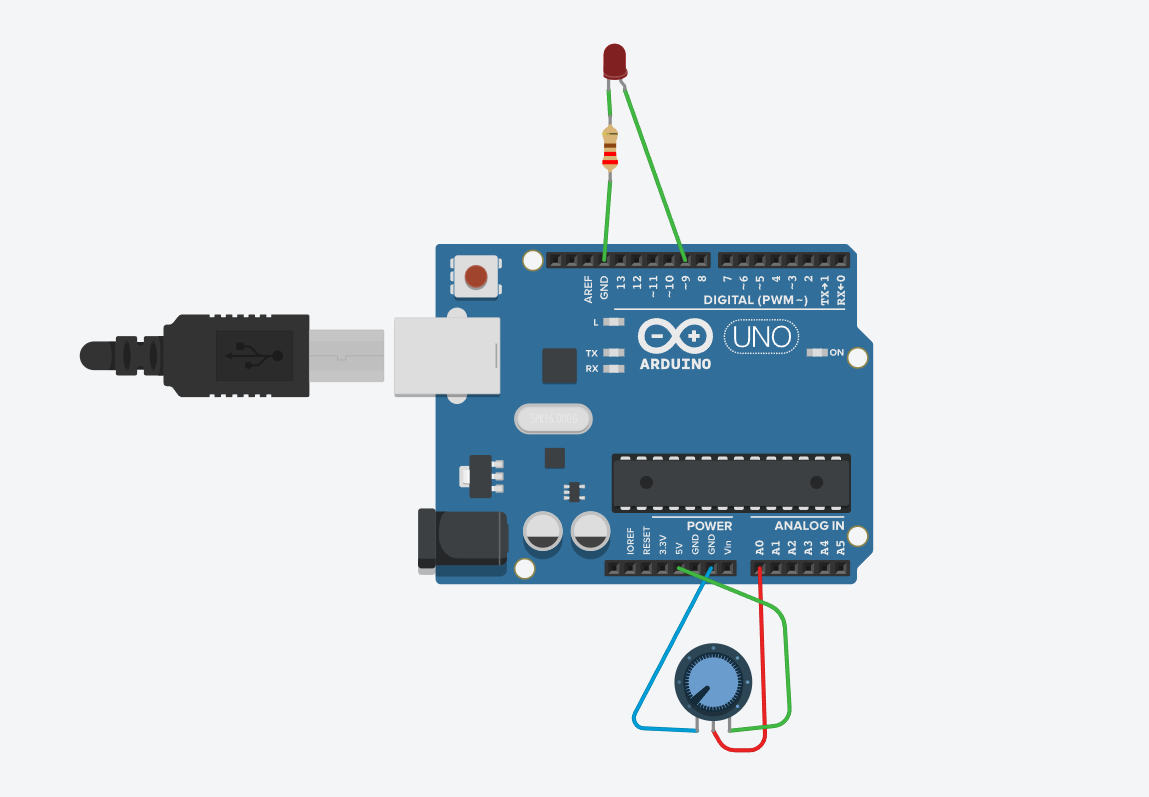 AREF
GND
13
12
~11
~10
~9
8
7
~6
~5
4
~3
2
TX→1
RX←0
DIGITAL (PWM~)
L
TX
RX
UNO
ON
ARDUINO
POWER
ANALOG IN
IOREF
RESET
3.3V
5V
GND
GND
Vin
A0
A1
A2
A3
A4
A5